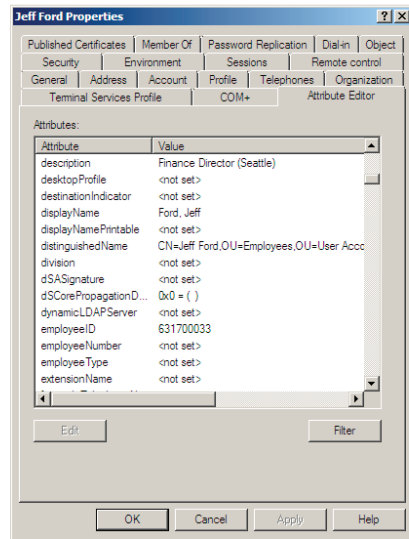 Jeff Ford Properties
Published Certificates Member Of Password Replication Dial-in Object
Security Environment Sessions Remote control
General Address Account Profile Telephones Organization
Terminal Services Profile COM+ Attribute Editor
Attributes:
Attribute Value
description Finance Director (Seattle)
desktopProfile <not set>
destinationIndicator <not set>
displayName Ford, Jeff
displayNamePrintable <not set>
distinguishedName CN=Jeff Ford,OU=Employees,OU=User Acco
division <not set>
dSASignature <not set>
dSCorePropagationD... 0x0 = ( )
dynamicLDAPServer <not set>
employeeID 631700033
employeeNumber <not set>
employeeType <not set>
extensionName <not set>
Edit Filter
OK Cancel Apply Help